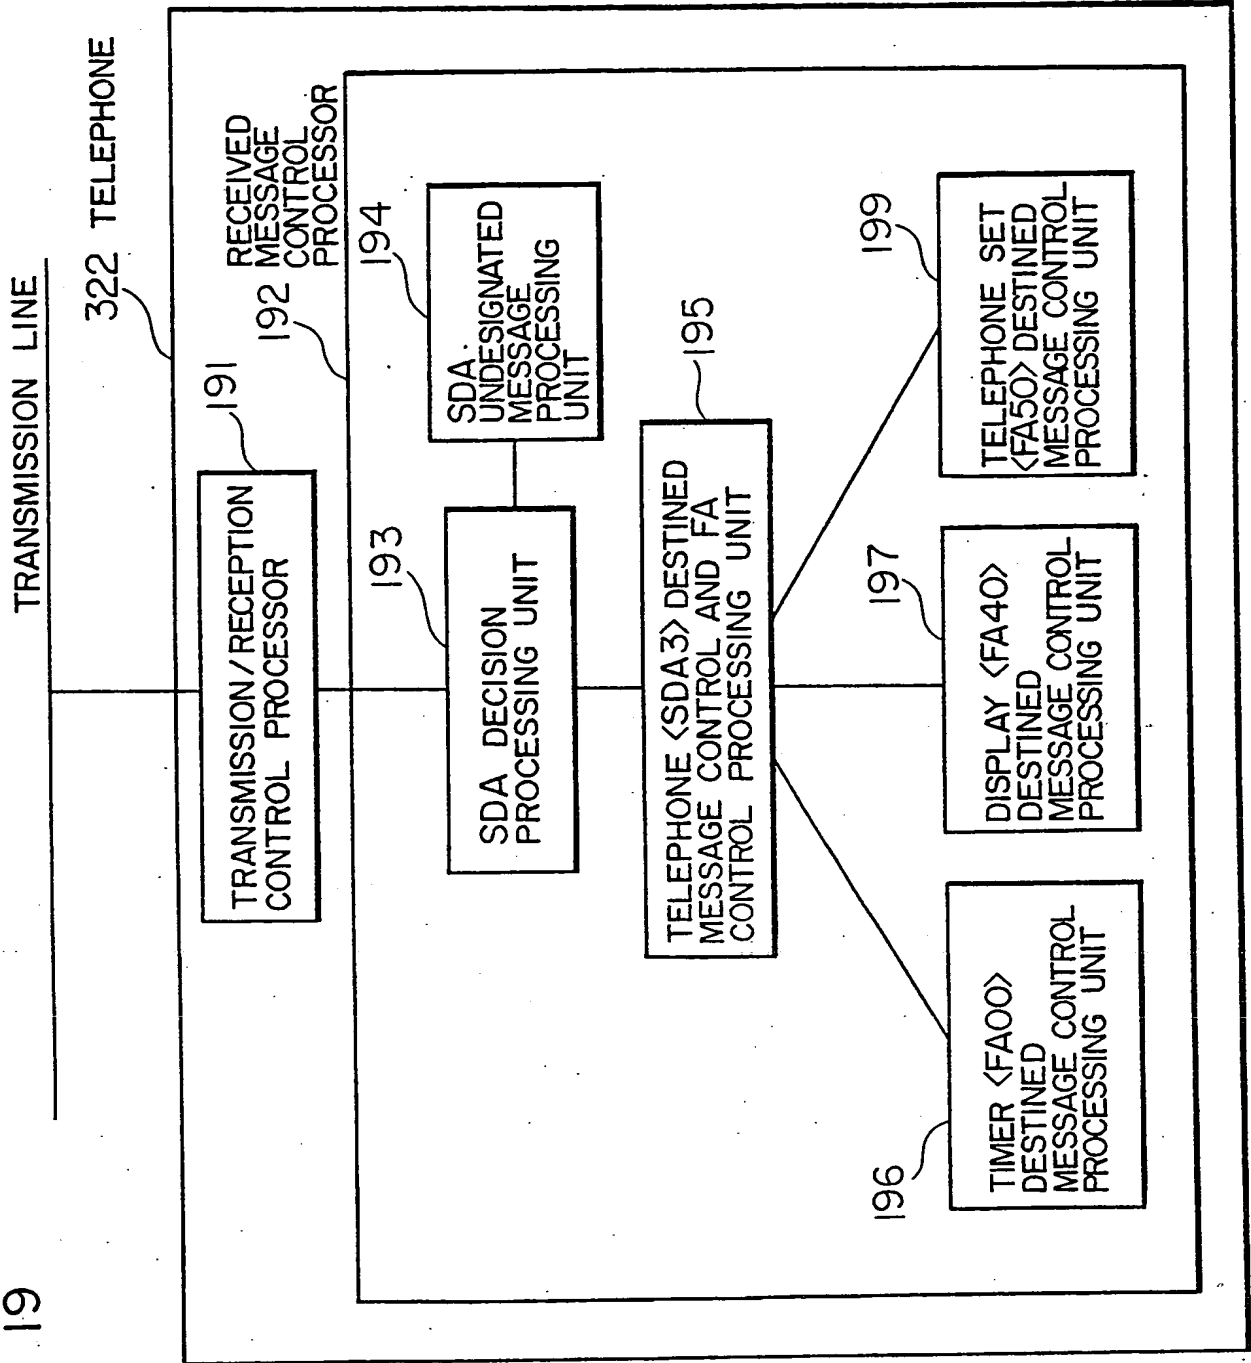 19
TRANSMISSION LINE
322 TELEPHONE
191
TRANSMISSION/RECEPTION
CONTROL PROCESSOR
RECEIVED
MESSAGE
CONTROL
PROCESSOR
192
193
SDA DECISION
PROCESSING UNIT
194
SDA
UNDESIGNATED
MESSAGE
PROCESSING
UNIT
195
TELEPHONE <SDA3> DESTINED
MESSAGE CONTROL AND FA
CONTROL PROCESSING UNIT
196
TIMER <FA00>
DESTINED
MESSAGE CONTROL
PROCESSING UNIT
197
DISPLAY <FA40>
DESTINED
MESSAGE CONTROL
PROCESSING UNIT
199
TELEPHONE SET
<FA50> DESTINED
MESSAGE CONTROL
PROCESSING UNIT